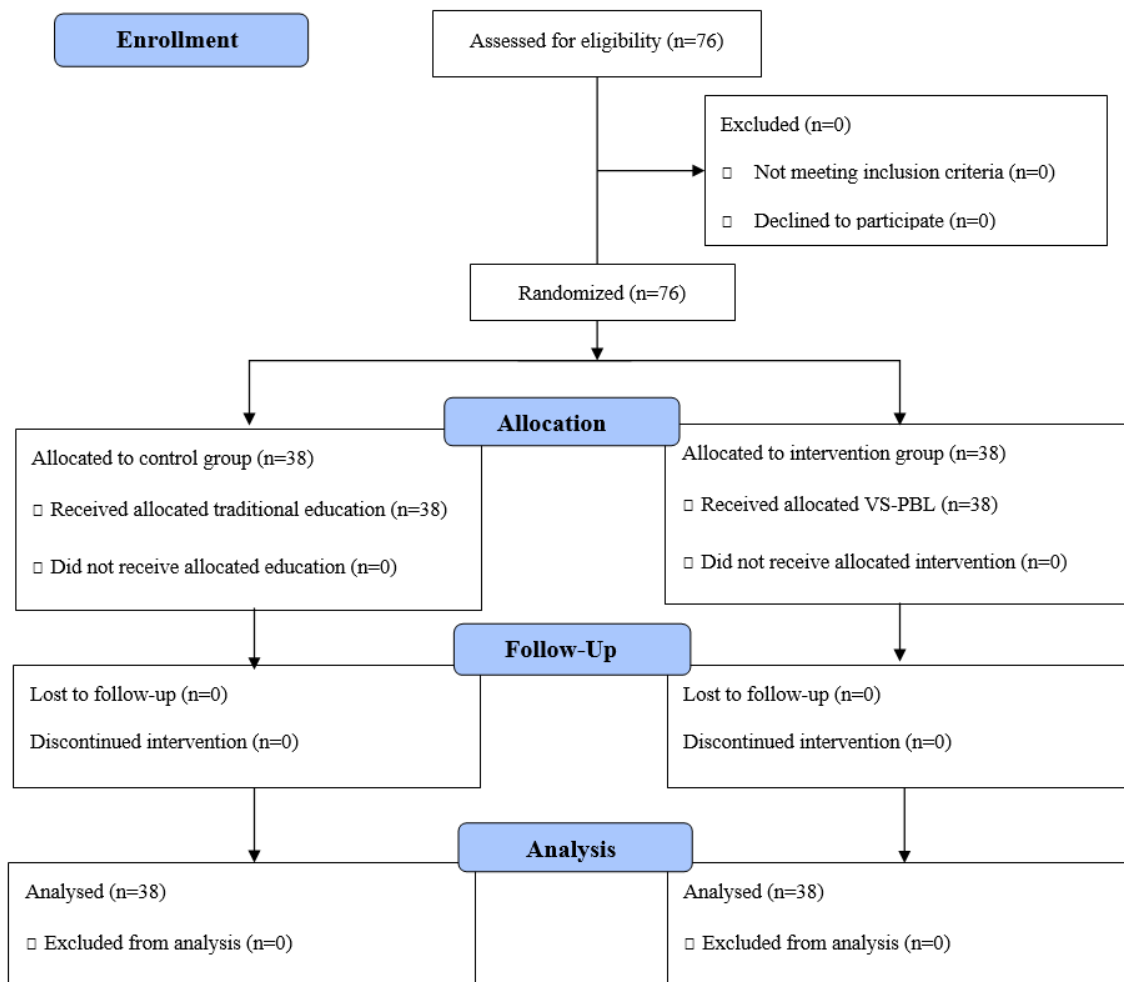 Enrollment
Assessed for eligibility (n=76)
Excluded (n=0)
Not meeting inclusion criteria (n=0)
Declined to participate (n=0)
Randomized (n=76)
Allocation
Allocated to control group (n=38)
Received allocated traditional education (n=38)
Did not receive allocated education (n=0)
Allocated to intervention group (n=38)
Received allocated VS-PBL (n=38)
Did not receive allocated intervention (n=0)
Follow-Up
Lost to follow-up (n=0)
Discontinued intervention (n=0)
Lost to follow-up (n=0)
Discontinued intervention (n=0)
Analysis
Analysed (n=38)
Excluded from analysis (n=0)
Analysed (n=38)
Excluded from analysis (n=0)